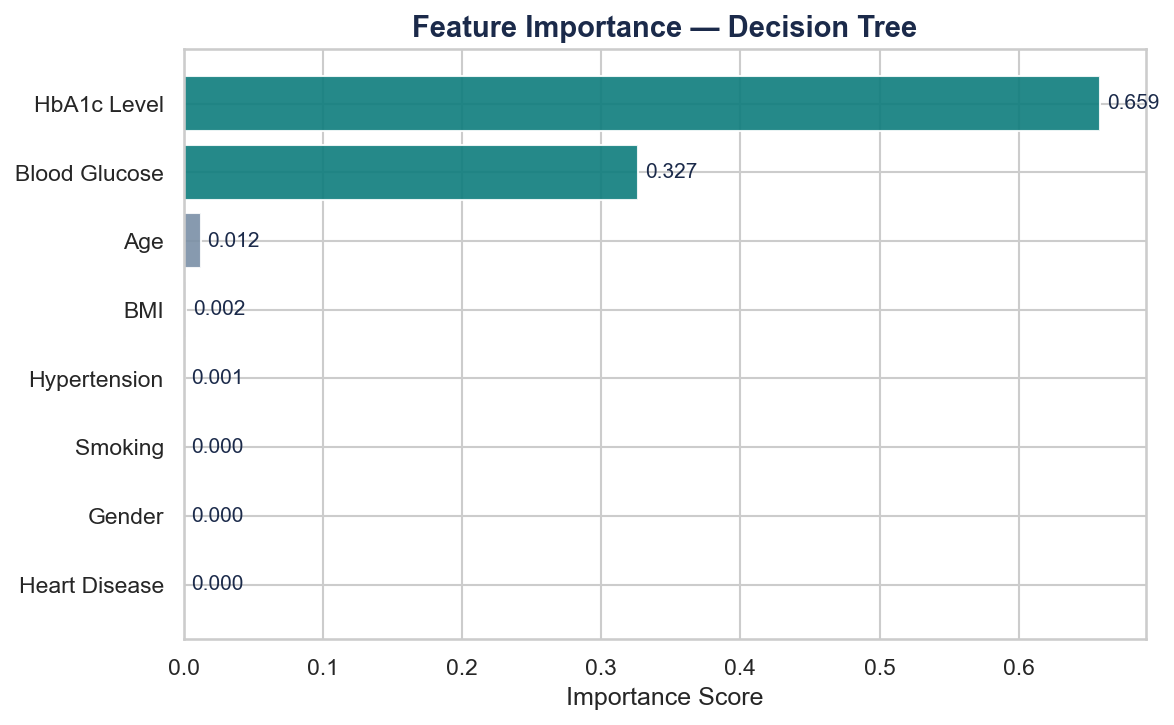 Feature Importance — Decision Tree
HbA1c Level 0.659
Blood Glucose 0.327
Age 0.012
BMI 0.002
Hypertension 0.001
Smoking 0.000
Gender 0.000
Heart Disease 0.000
0.0 0.1 0.2 0.3 0.4 0.5 0.6
Importance Score